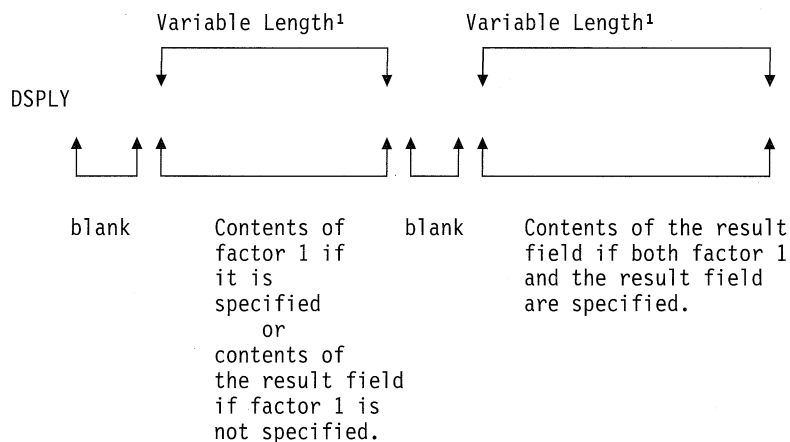 Variable Length¹ Variable Length¹
DSPLY
blank
Contents of
factor 1 if
it is
specified
or
contents of
the result field
if factor 1 is
not specified.
blank
Contents of the result
field if both factor 1
and the result field
are specified.